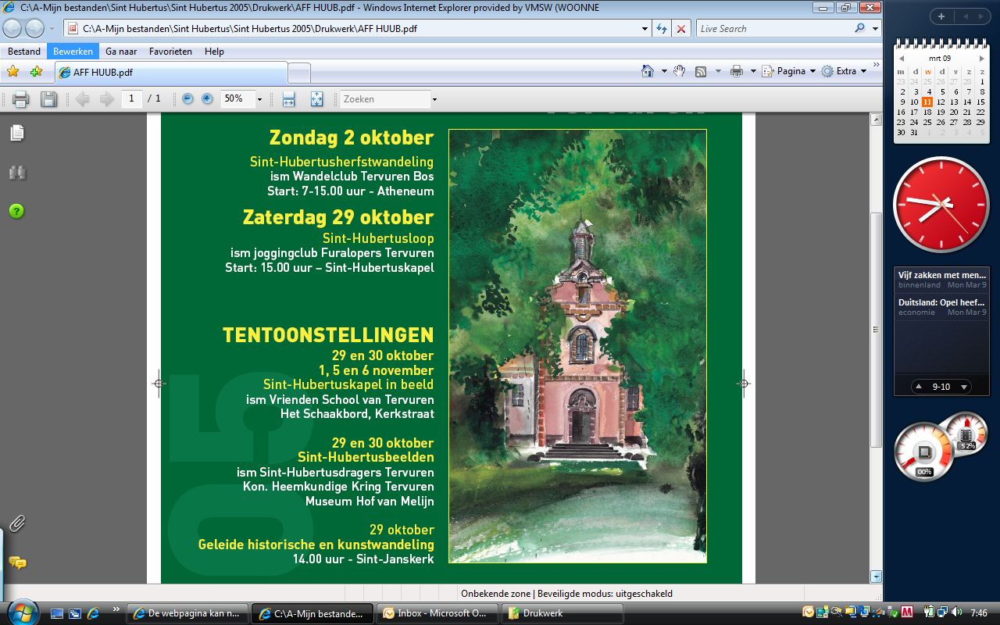 C:\A-Mijn bestanden\Sint Hubertus\Sint Hubertus 2005\Drukwerk\AFF HUUB.pdf - Windows Internet Explorer provided by VMSW (WOONNE
C:\A-Mijn bestanden\Sint Hubertus\Sint Hubertus 2005\Drukwerk\AFF HUUB.pdf
Live Search
Bestand Bewerken Ga naar Favorieten Help
AFF HUUB.pdf
Pagina Extra
1 / 1 50% Zoeken
Zondag 2 oktober
Sint-Hubertusherfstwandeling
ism Wandelclub Tervuren Bos
Start: 7-15.00 uur - Atheneum
Zaterdag 29 oktober
Sint-Hubertusloop
ism joggingclub Furalopers Tervuren
Start: 15.00 uur – Sint-Hubertuskapel
TENTOONSTELLINGEN
29 en 30 oktober
1, 5 en 6 november
Sint-Hubertuskapel in beeld
ism Vrienden School van Tervuren
Het Schaakbord, Kerkstraat
29 en 30 oktober
Sint-Hubertusbeelden
ism Sint-Hubertusdragers Tervuren
Kon. Heemkundige Kring Tervuren
Museum Hof van Melijn
29 oktober
Geleide historische en kunstwandeling
14.00 uur - Sint-Janskerk
05
Onbekende zone | Beveiligde modus: uitgeschakeld
mrt 09
m d w d v z z
23 24 25 26 27 28 1
2 3 4 5 6 7 8
9 10 11 12 13 14 15
16 17 18 19 20 21 22
23 24 25 26 27 28 29
30 31 1 2 3 4 5
Vijf zakken met men...
binnenland Mon Mar 9
Duitsland: Opel heef...
economie Mon Mar 9
9-10
52%
00%
De webpagina kan n...
C:\A-Mijn bestande...
Inbox - Microsoft O...
Drukwerk
7:46